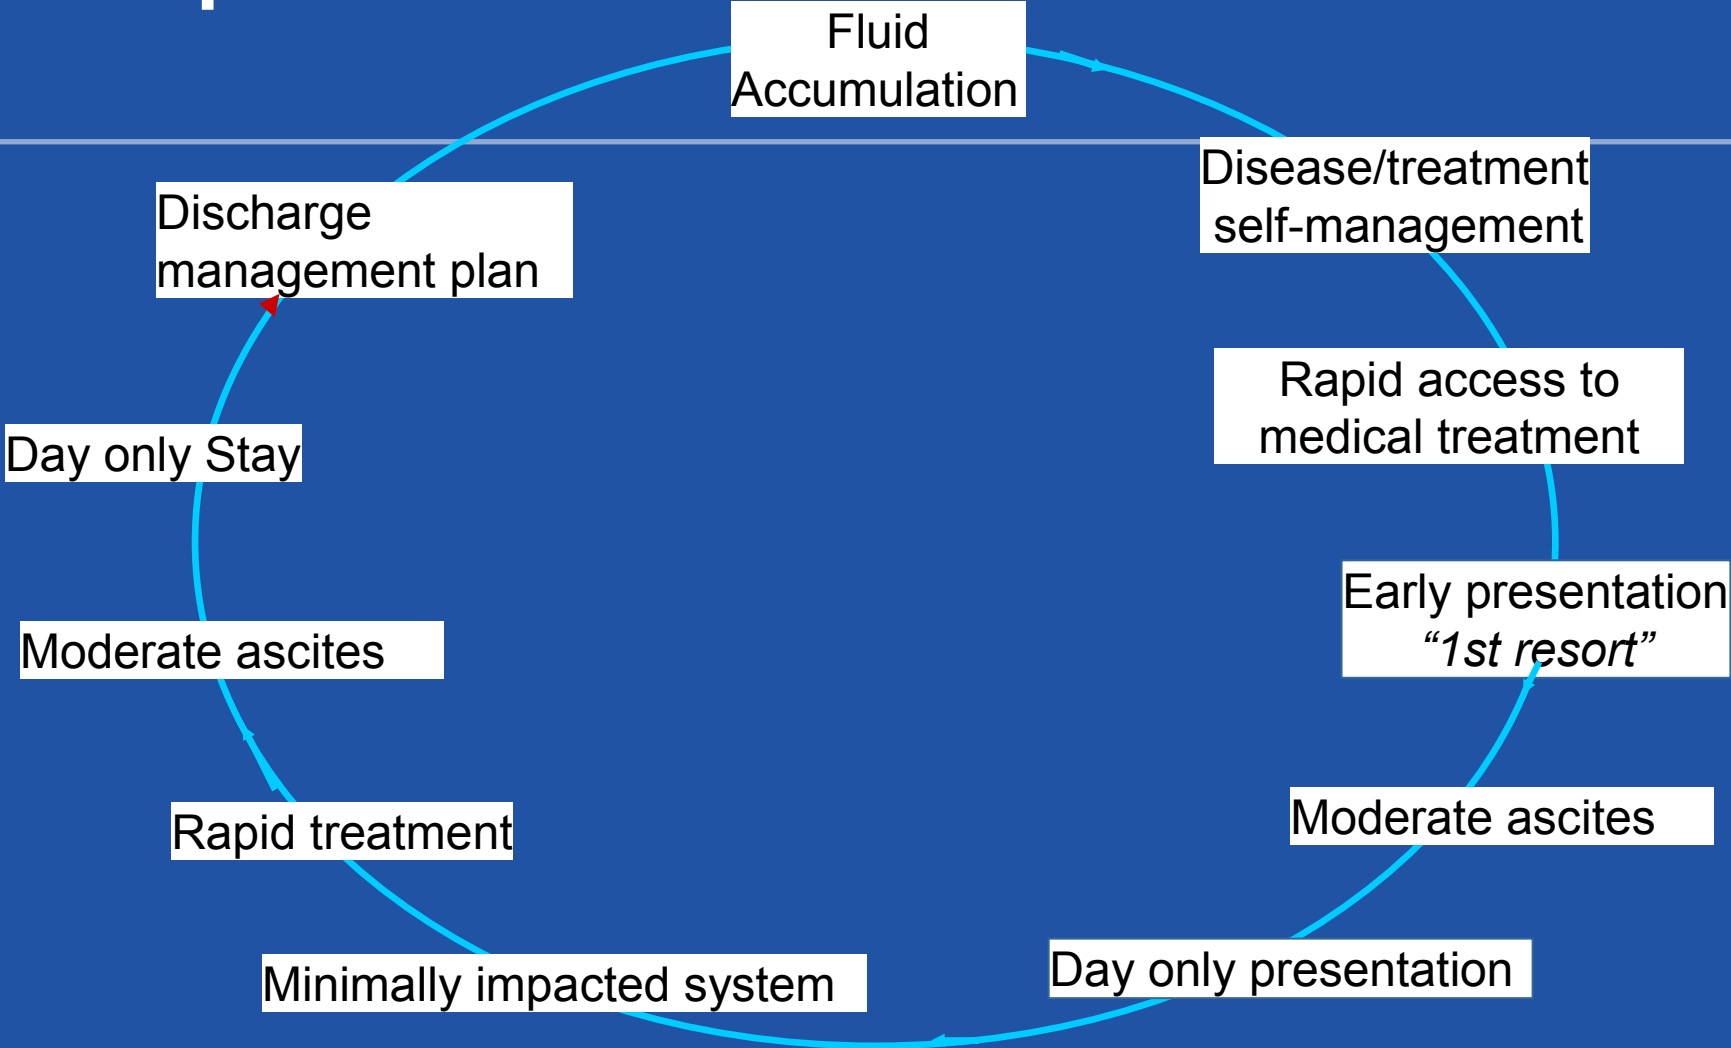 Fluid
Accumulation
Disease/treatment
self-management
Rapid access to
medical treatment
Early presentation
“1st resort”
Moderate ascites
Day only presentation
Minimally impacted system
Rapid treatment
Moderate ascites
Day only Stay
Discharge
management plan